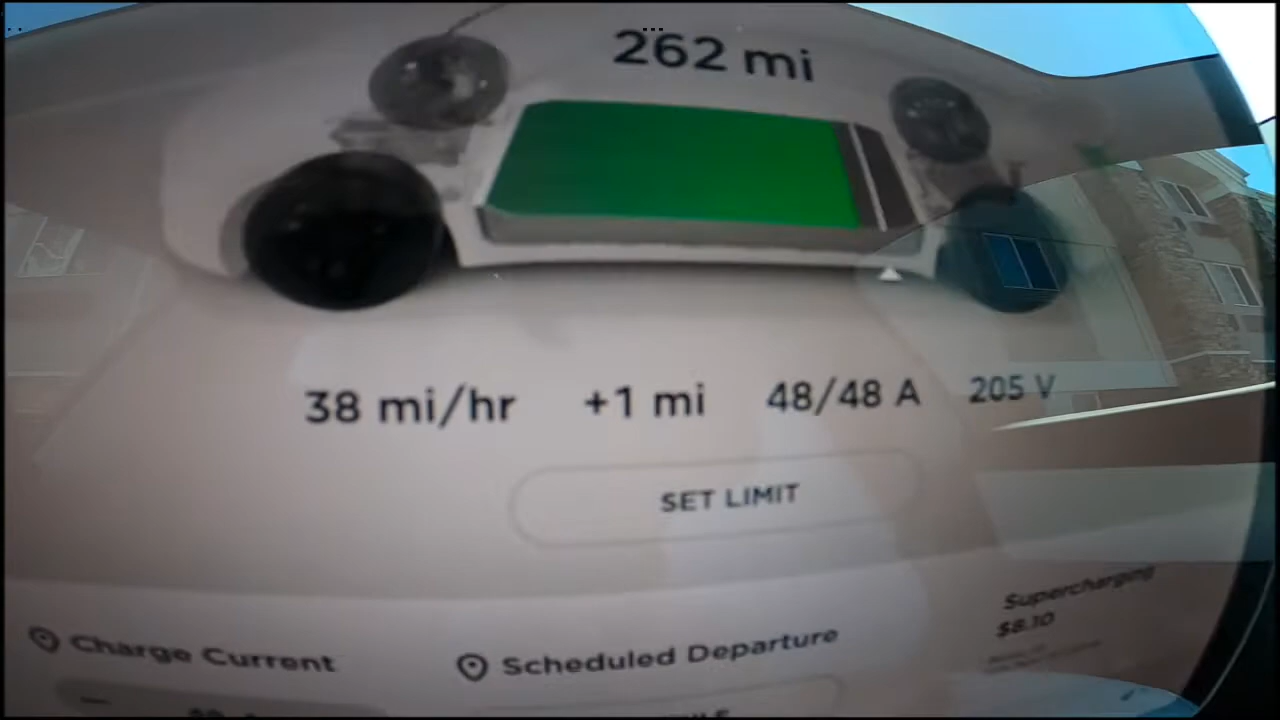 262 mi
38 mi/hr +1 mi 48/48 A 205 V
SET LIMIT
Supercharging
$8.10
Charge Current
Scheduled Departure